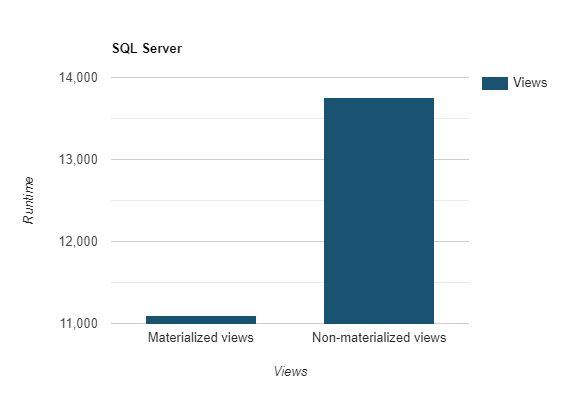 SQL Server
14,000
Views
13,000
Runtime
12,000
11,000
Materialized views
Non-materialized views
Views